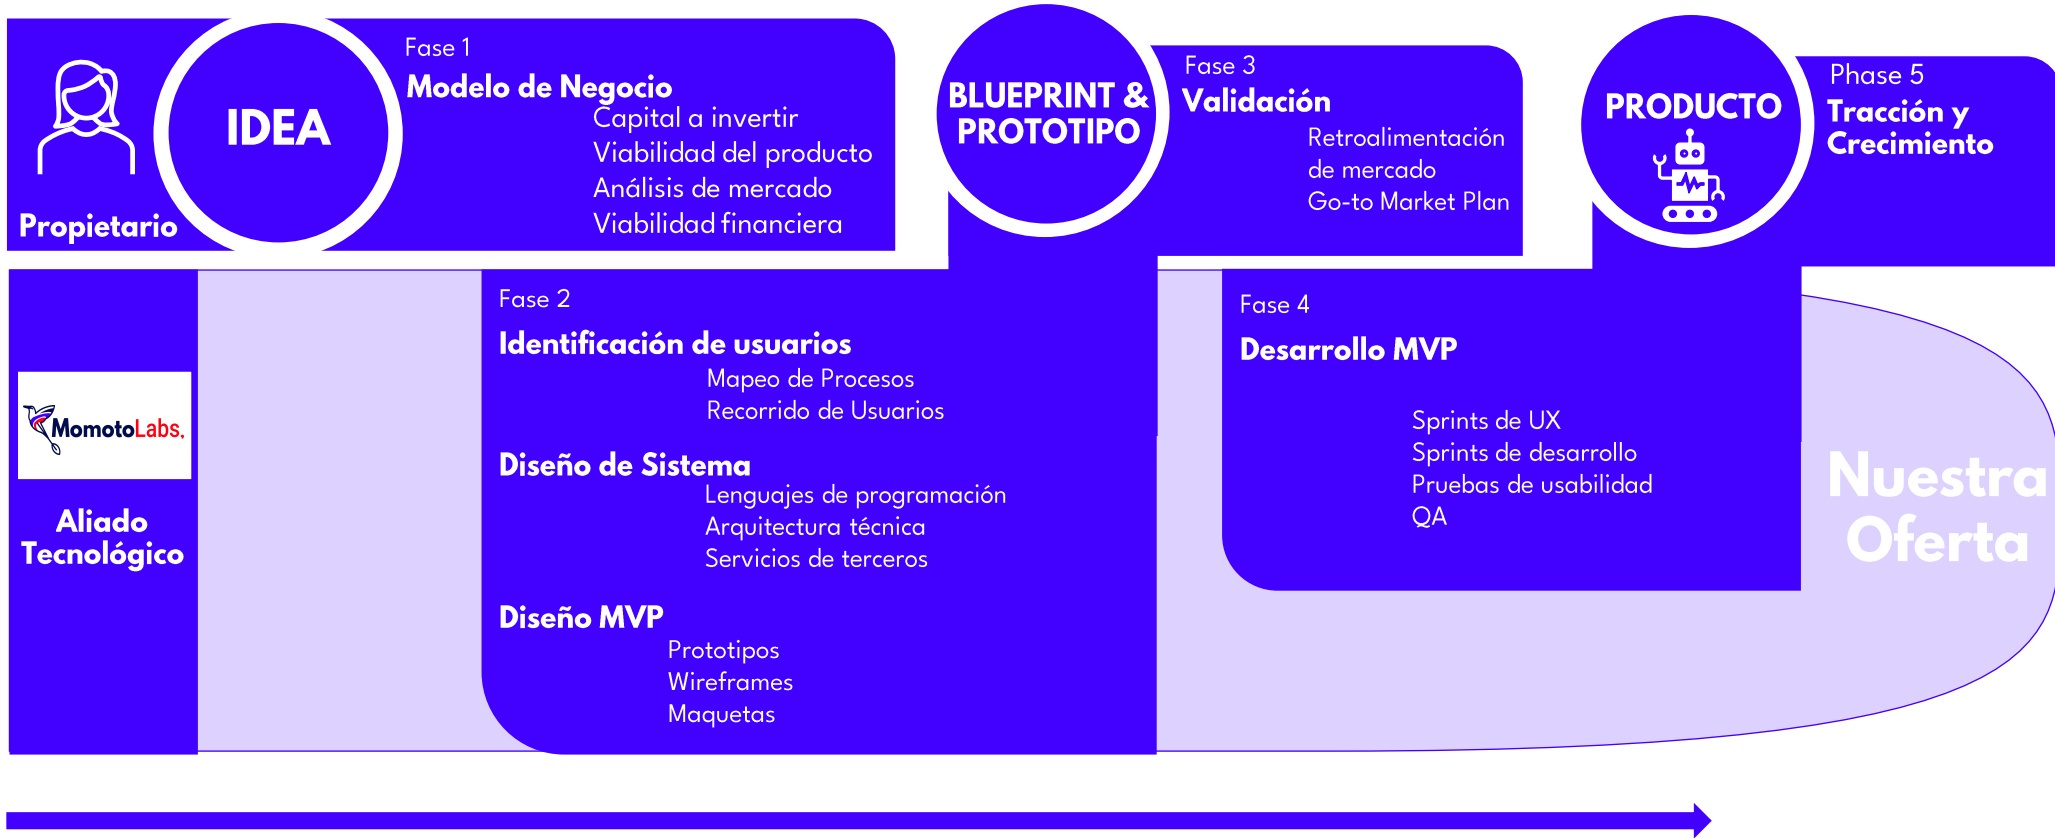 Propietario
IDEA
Fase 1
Modelo de Negocio
Capital a invertir
Viabilidad del producto
Análisis de mercado
Viabilidad financiera
BLUEPRINT &
PROTOTIPO
Fase 3
Validación
Retroalimentación
de mercado
Go-to Market Plan
PRODUCTO
Phase 5
Tracción y
Crecimiento
MomotoLabs.
Aliado
Tecnológico
Fase 2
Identificación de usuarios
Mapeo de Procesos
Recorrido de Usuarios
Diseño de Sistema
Lenguajes de programación
Arquitectura técnica
Servicios de terceros
Diseño MVP
Prototipos
Wireframes
Maquetas
Fase 4
Desarrollo MVP
Sprints de UX
Sprints de desarrollo
Pruebas de usabilidad
QA
Nuestra
Oferta